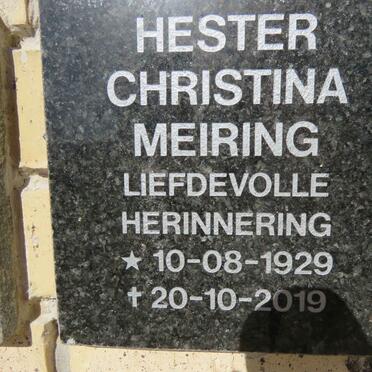 HESTER
CHRISTINA
MEIRING
LIEFDEVOLLE
HERINNERING
★ 10-08-1929
✝ 20-10-2019